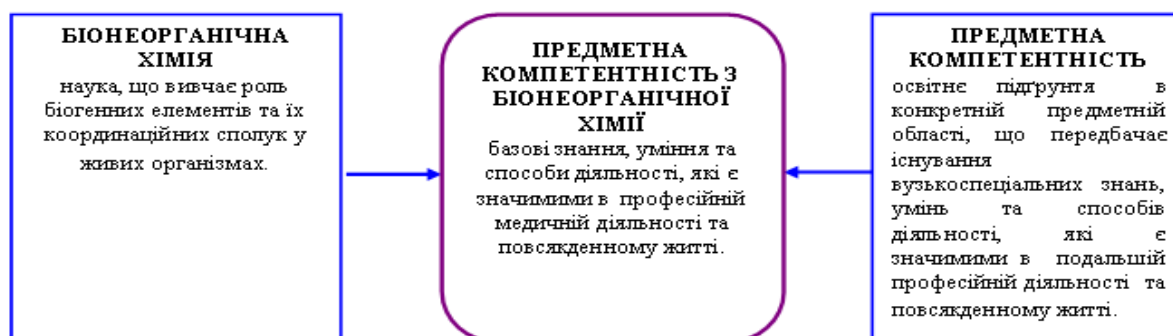 БІОНЕОРГАНІЧНА
ХІМІЯ
наука, що вивчає роль
біогенних елементів та їх
координаційних сполук у
живих організмах.
ПРЕДМЕТНА
КОМПЕТЕНТНІСТЬ З
БІОНЕОРГАНІЧНОЇ
ХІМІЇ
базові знання, уміння та
способи діяльності, які є
значимими в професійній
медичній діяльності та
повсякденному житті.
ПРЕДМЕТНА
КОМПЕТЕНТНІСТЬ
освітнє підґрунтя в
конкретній предметній
області, що передбачає
існування
вузькоспеціальних знань,
умінь та способів
діяльності, які є
значимими в подальшій
професійній діяльності та
повсякденному житті.